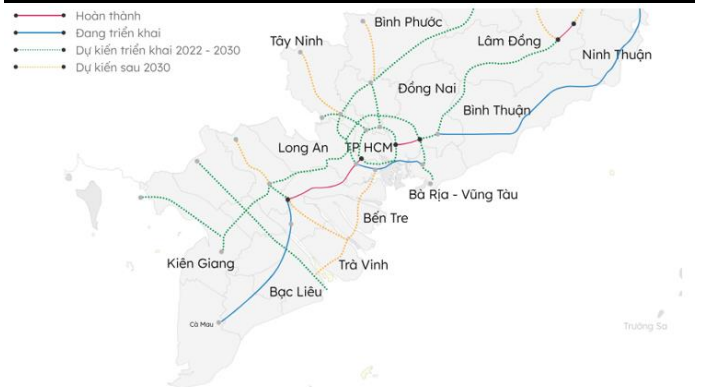 Hoàn thành
Đang triển khai
Dự kiến triển khai 2022 - 2030
Dự kiến sau 2030
Bình Phước
Tây Ninh
Lâm Đồng
Ninh Thuận
Đồng Nai
Bình Thuận
Long An
TP HCM
Bà Rịa - Vũng Tàu
Bến Tre
Kiên Giang
Trà Vinh
Bạc Liêu
Cà Mau
Trường Sa